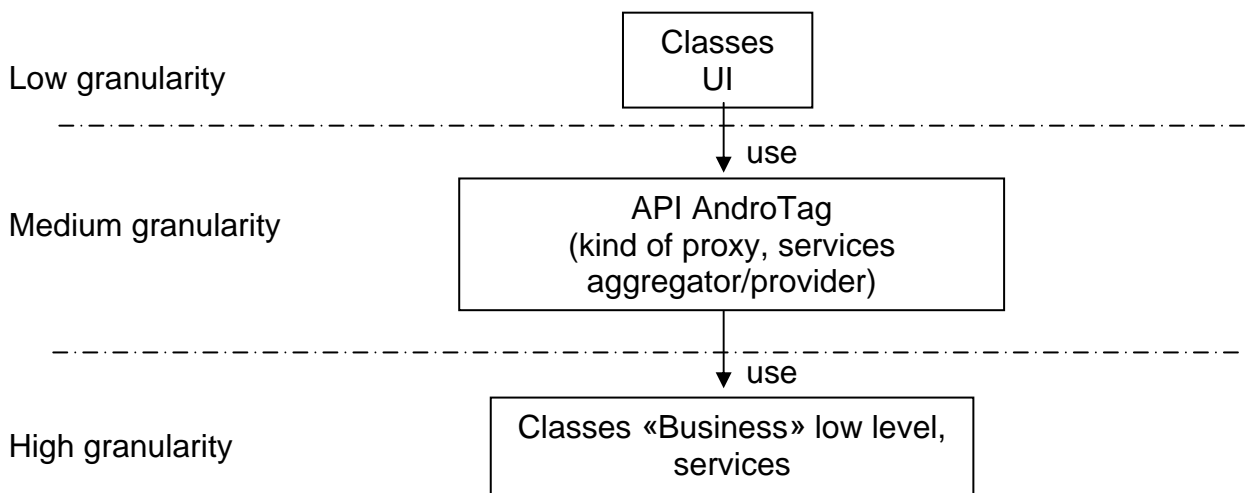 Classes
UI
Low granularity
use
API AndroTag
(kind of proxy, services
aggregator/provider)
Medium granularity
use
Classes «Business» low level,
services
High granularity